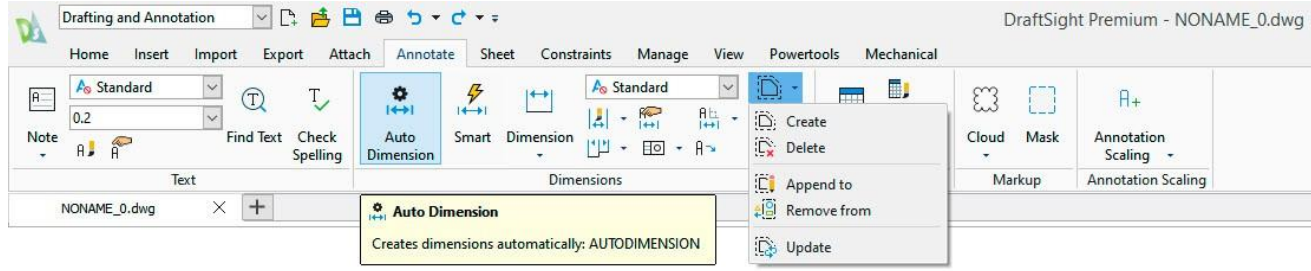 Drafting and Annotation
DraftSight Premium - NONAME_0.dwg
Home Insert Import Export Attach Annotate Sheet Constraints Manage View Powertools Mechanical
Standard
0.2
Note
Find Text
Check Spelling
Text
Auto Dimension
Smart
Dimension
Standard
Dimensions
Create
Delete
Append to
Remove from
Update
Cloud
Mask
Markup
Annotation Scaling
Annotation Scaling
NONAME_0.dwg
Auto Dimension
Creates dimensions automatically: AUTODIMENSION